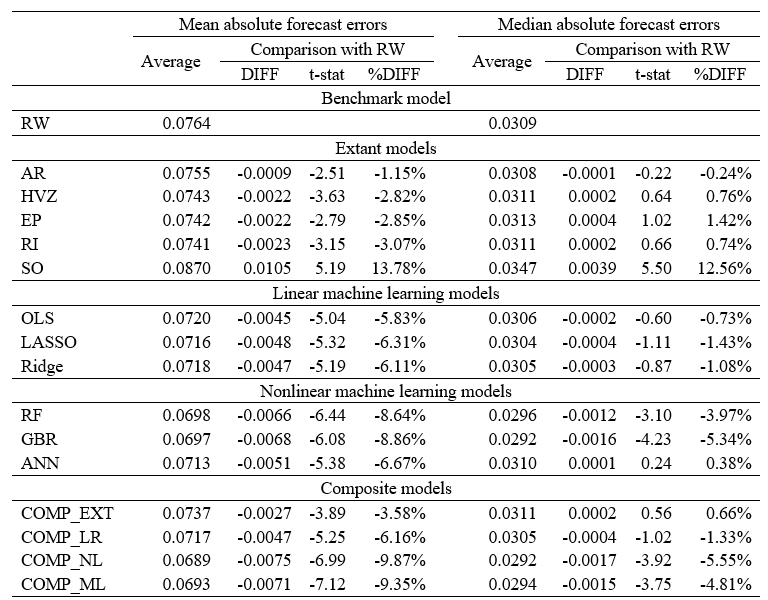 Mean absolute forecast errors Median absolute forecast errors
Average Comparison with RW Average Comparison with RW
DIFF t-stat %DIFF DIFF t-stat %DIFF
Benchmark model
RW 0.0764 0.0309
Extant models
AR 0.0755 -0.0009 -2.51 -1.15% 0.0308 -0.0001 -0.22 -0.24%
HVZ 0.0743 -0.0022 -3.63 -2.82% 0.0311 0.0002 0.64 0.76%
EP 0.0742 -0.0022 -2.79 -2.85% 0.0313 0.0004 1.02 1.42%
RI 0.0741 -0.0023 -3.15 -3.07% 0.0311 0.0002 0.66 0.74%
SO 0.0870 0.0105 5.19 13.78% 0.0347 0.0039 5.50 12.56%
Linear machine learning models
OLS 0.0720 -0.0045 -5.04 -5.83% 0.0306 -0.0002 -0.60 -0.73%
LASSO 0.0716 -0.0048 -5.32 -6.31% 0.0304 -0.0004 -1.11 -1.43%
Ridge 0.0718 -0.0047 -5.19 -6.11% 0.0305 -0.0003 -0.87 -1.08%
Nonlinear machine learning models
RF 0.0698 -0.0066 -6.44 -8.64% 0.0296 -0.0012 -3.10 -3.97%
GBR 0.0697 -0.0068 -6.08 -8.86% 0.0292 -0.0016 -4.23 -5.34%
ANN 0.0713 -0.0051 -5.38 -6.67% 0.0310 0.0001 0.24 0.38%
Composite models
COMP_EXT 0.0737 -0.0027 -3.89 -3.58% 0.0311 0.0002 0.56 0.66%
COMP_LR 0.0717 -0.0047 -5.25 -6.16% 0.0305 -0.0004 -1.02 -1.33%
COMP_NL 0.0689 -0.0075 -6.99 -9.87% 0.0292 -0.0017 -3.92 -5.55%
COMP_ML 0.0693 -0.0071 -7.12 -9.35% 0.0294 -0.0015 -3.75 -4.81%